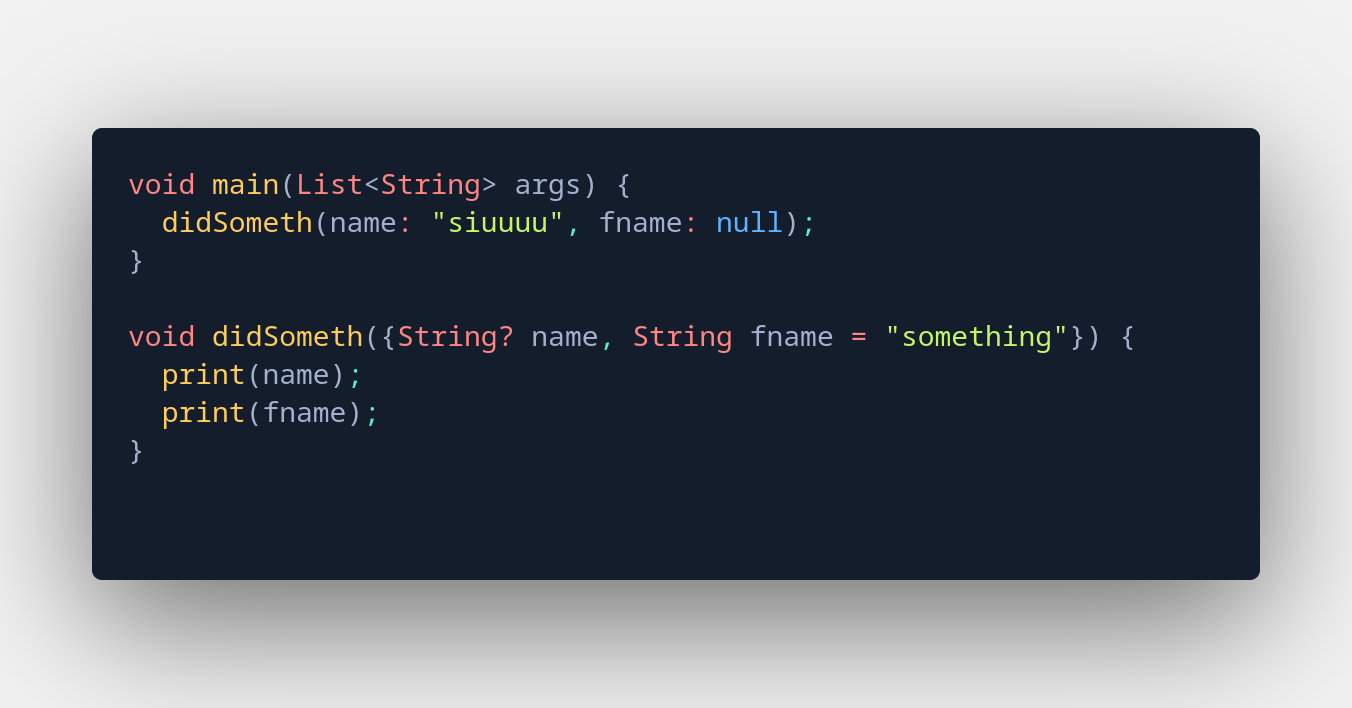 void main(List<String> args) {
  didSometh(name: "siuuuu", fname: null);
}
void didSometh({String? name, String fname = "something"}) {
  print(name);
  print(fname);
}